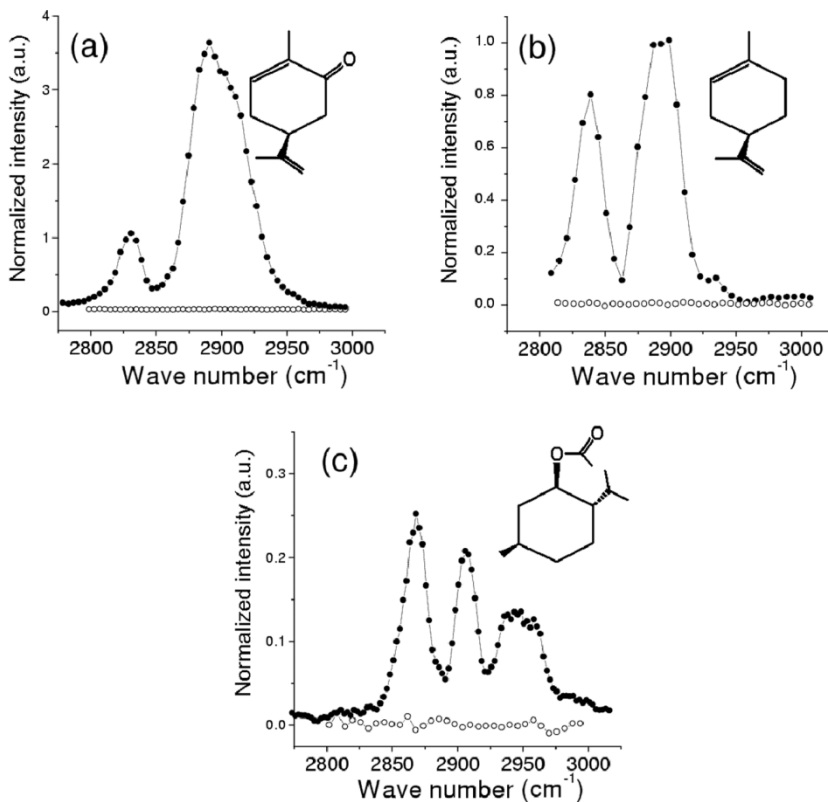 (a)
O
Normalized intensity (a.u.)
4
3
2
1
0
2800 2850 2900 2950 3000
Wave number (cm⁻¹)
(b)
Normalized intensity (a.u.)
1.0
0.8
0.6
0.4
0.2
0.0
2800 2850 2900 2950 3000
Wave number (cm⁻¹)
(c)
O
O
Normalized intensity (a.u.)
0.3
0.2
0.1
0.0
2800 2850 2900 2950 3000
Wave number (cm⁻¹)